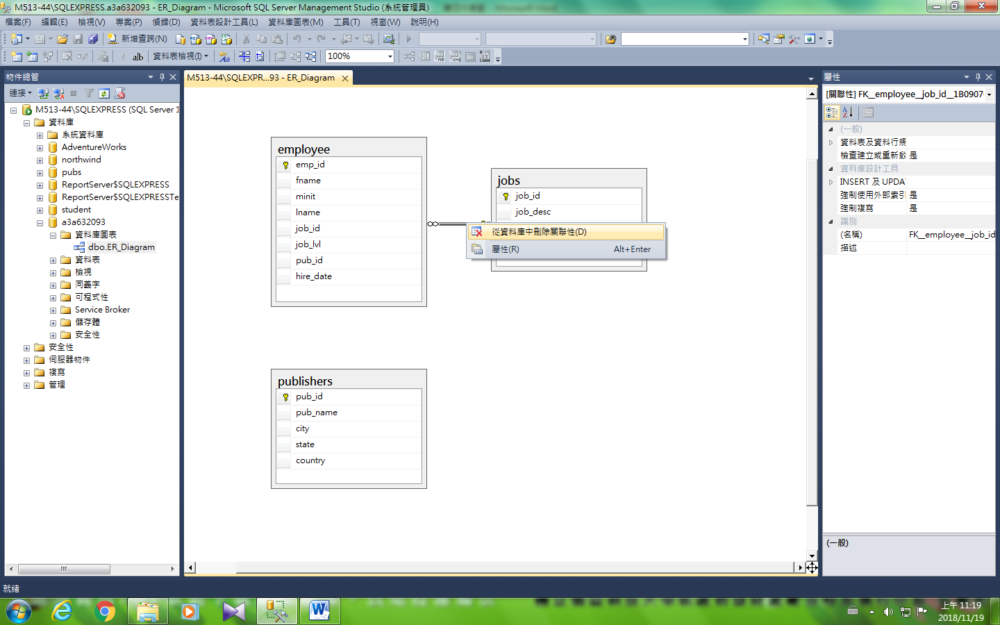 M513-44\SQLEXPRESS.a3a632093 - ER_Diagram - Microsoft SQL Server Management Studio (系統管理員)
檔案(F) 編輯(E) 檢視(V) 專案(P) 偵錯(D) 資料表設計工具(L) 資料庫圖表(M) 工具(T) 視窗(W) 說明(H)
新增查詢(N)
ab| 資料表檢視(I) 100%
物件總管
連接
M513-44\SQLEXPRESS (SQL Server 1
資料庫
系統資料庫
AdventureWorks
northwind
pubs
ReportServer$SQLEXPRESS
ReportServer$SQLEXPRESSTe
student
a3a632093
資料庫圖表
dbo.ER_Diagram
資料表
檢視
同義字
可程式性
Service Broker
儲存體
安全性
安全性
伺服器物件
複寫
管理
M513-44\SQLEXPR...93 - ER_Diagram
employee
emp_id
fname
minit
lname
job_id
job_lvl
pub_id
hire_date
jobs
job_id
job_desc
從資料庫中刪除關聯性(D)
屬性(R) Alt+Enter
publishers
pub_id
pub_name
city
state
country
屬性
[關聯性] FK__employee__job_id__1B0907
(一般)
資料表及資料行規
檢查建立或重新啟 是
資料庫設計工具
INSERT 及 UPDA
強制使用外部索引 是
強制複寫 是
識別
(名稱) FK__employee__job_id
描述
(一般)
就緒
上午 11:19
2018/11/19